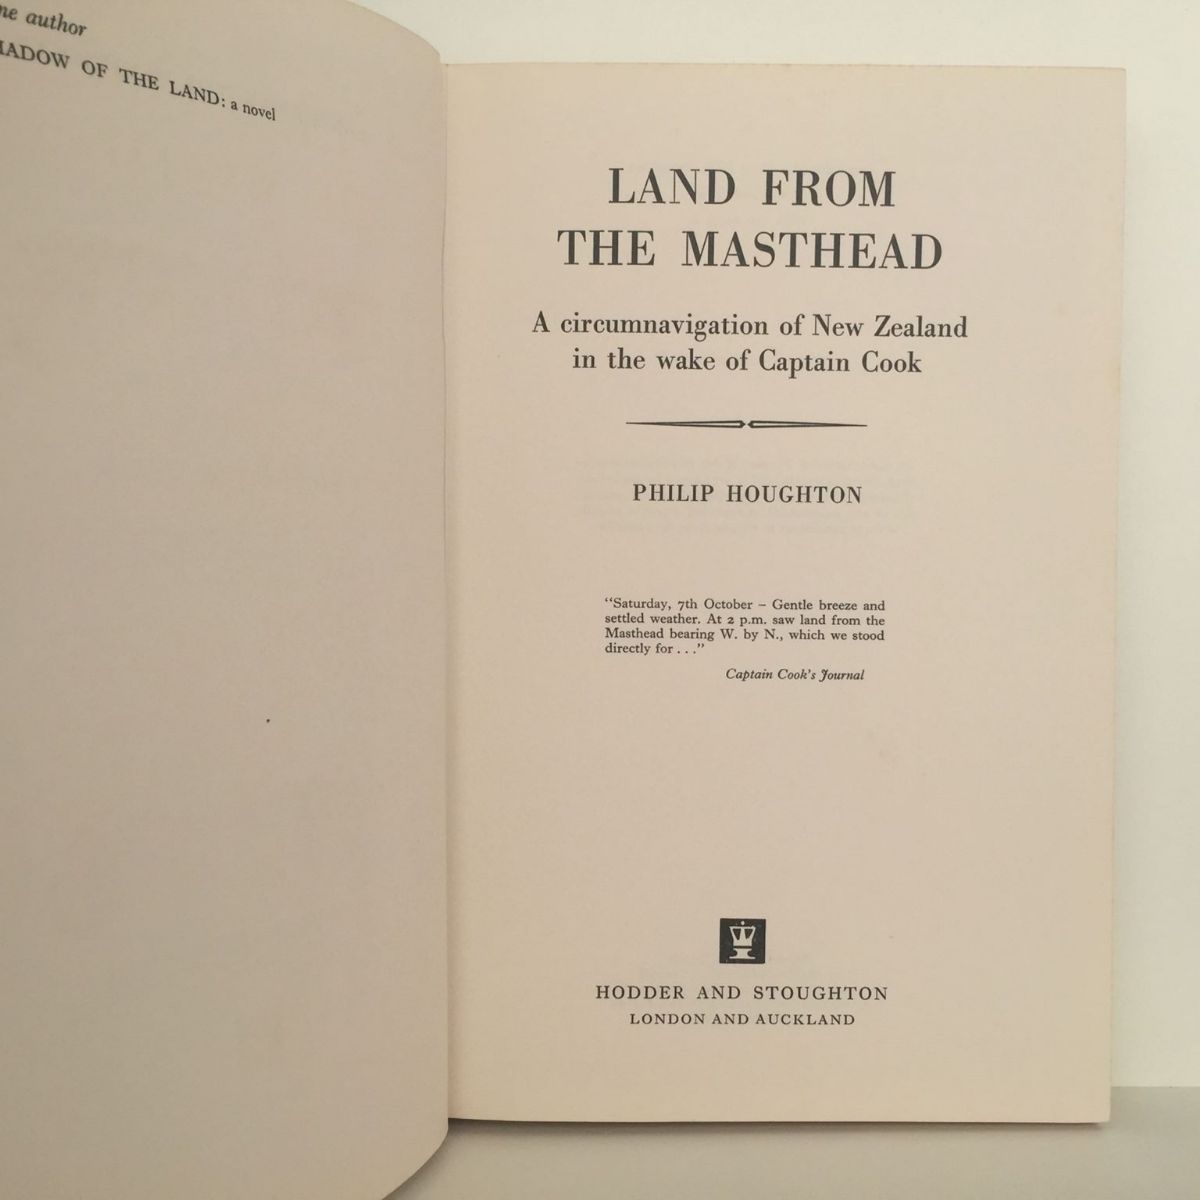 author
OF THE LAND: a novel
LAND FROM
THE MASTHEAD
A circumnavigation of New Zealand
in the wake of Captain Cook
PHILIP HOUGHTON
"Saturday, 7th October – Gentle breeze and
settled weather. At 2 p.m. saw land from the
Masthead bearing W. by N., which we stood
directly for . . ."
Captain Cook's Journal
HODDER AND STOUGHTON
LONDON AND AUCKLAND